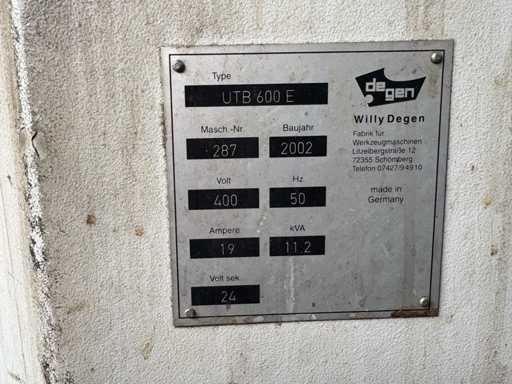 Type
UTB 600 E
Masch.-Nr.
287
Baujahr
2002
Volt
400
Hz.
50
Ampere
19
kVA
11.2
Volt sek.
24
degen
Willy Degen
Fabrik für
Werkzeugmaschinen
Litzelbergstraße 12
72355 Schömberg
Telefon 07427/94910
made in
Germany